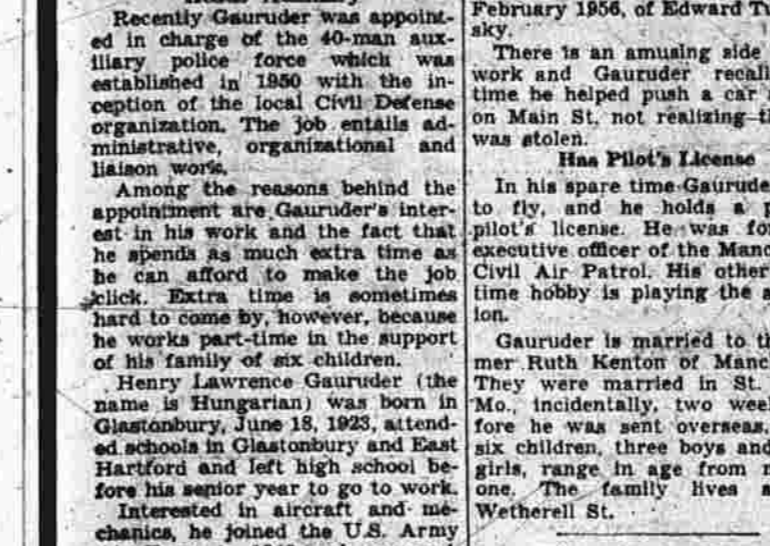 Recently Gauruder was appoint-
ed in charge of the 40-man aux-
iliary police force which was
established in 1950 with the in-
ception of the local Civil Defense
organization. The job entails ad-
ministrative, organizational and
liaison work.
Among the reasons behind the
appointment are Gauruder's inter-
est in his work and the fact that
he spends as much extra time as
he can afford to make the job
click. Extra time is sometimes
hard to come by, however, because
he works part-time in the support
of his family of six children.
Henry Lawrence Gauruder (the
name is Hungarian) was born in
Glastonbury, June 18, 1923, attend-
ed schools in Glastonbury and East
Hartford and left high school be-
fore his senior year to go to work.
Interested in aircraft and me-
chanics, he joined the U.S. Army
February 1956, of Edward
sky.
There is an amusing side
work and Gauruder
time he helped push a car
on Main St. not realizing
was stolen.
Has Pilot's License
In his spare time
to fly, and he holds a
pilot's license. He was
executive officer of the
Civil Air Patrol. His other
time hobby is playing the
ion.
Gauruder is married to
mer Ruth Kenton of
They were married in St.
Mo., incidentally, two
fore he was sent overseas.
six children, three boys and
girls, range in age from
one. The family lives
Wetherell St.